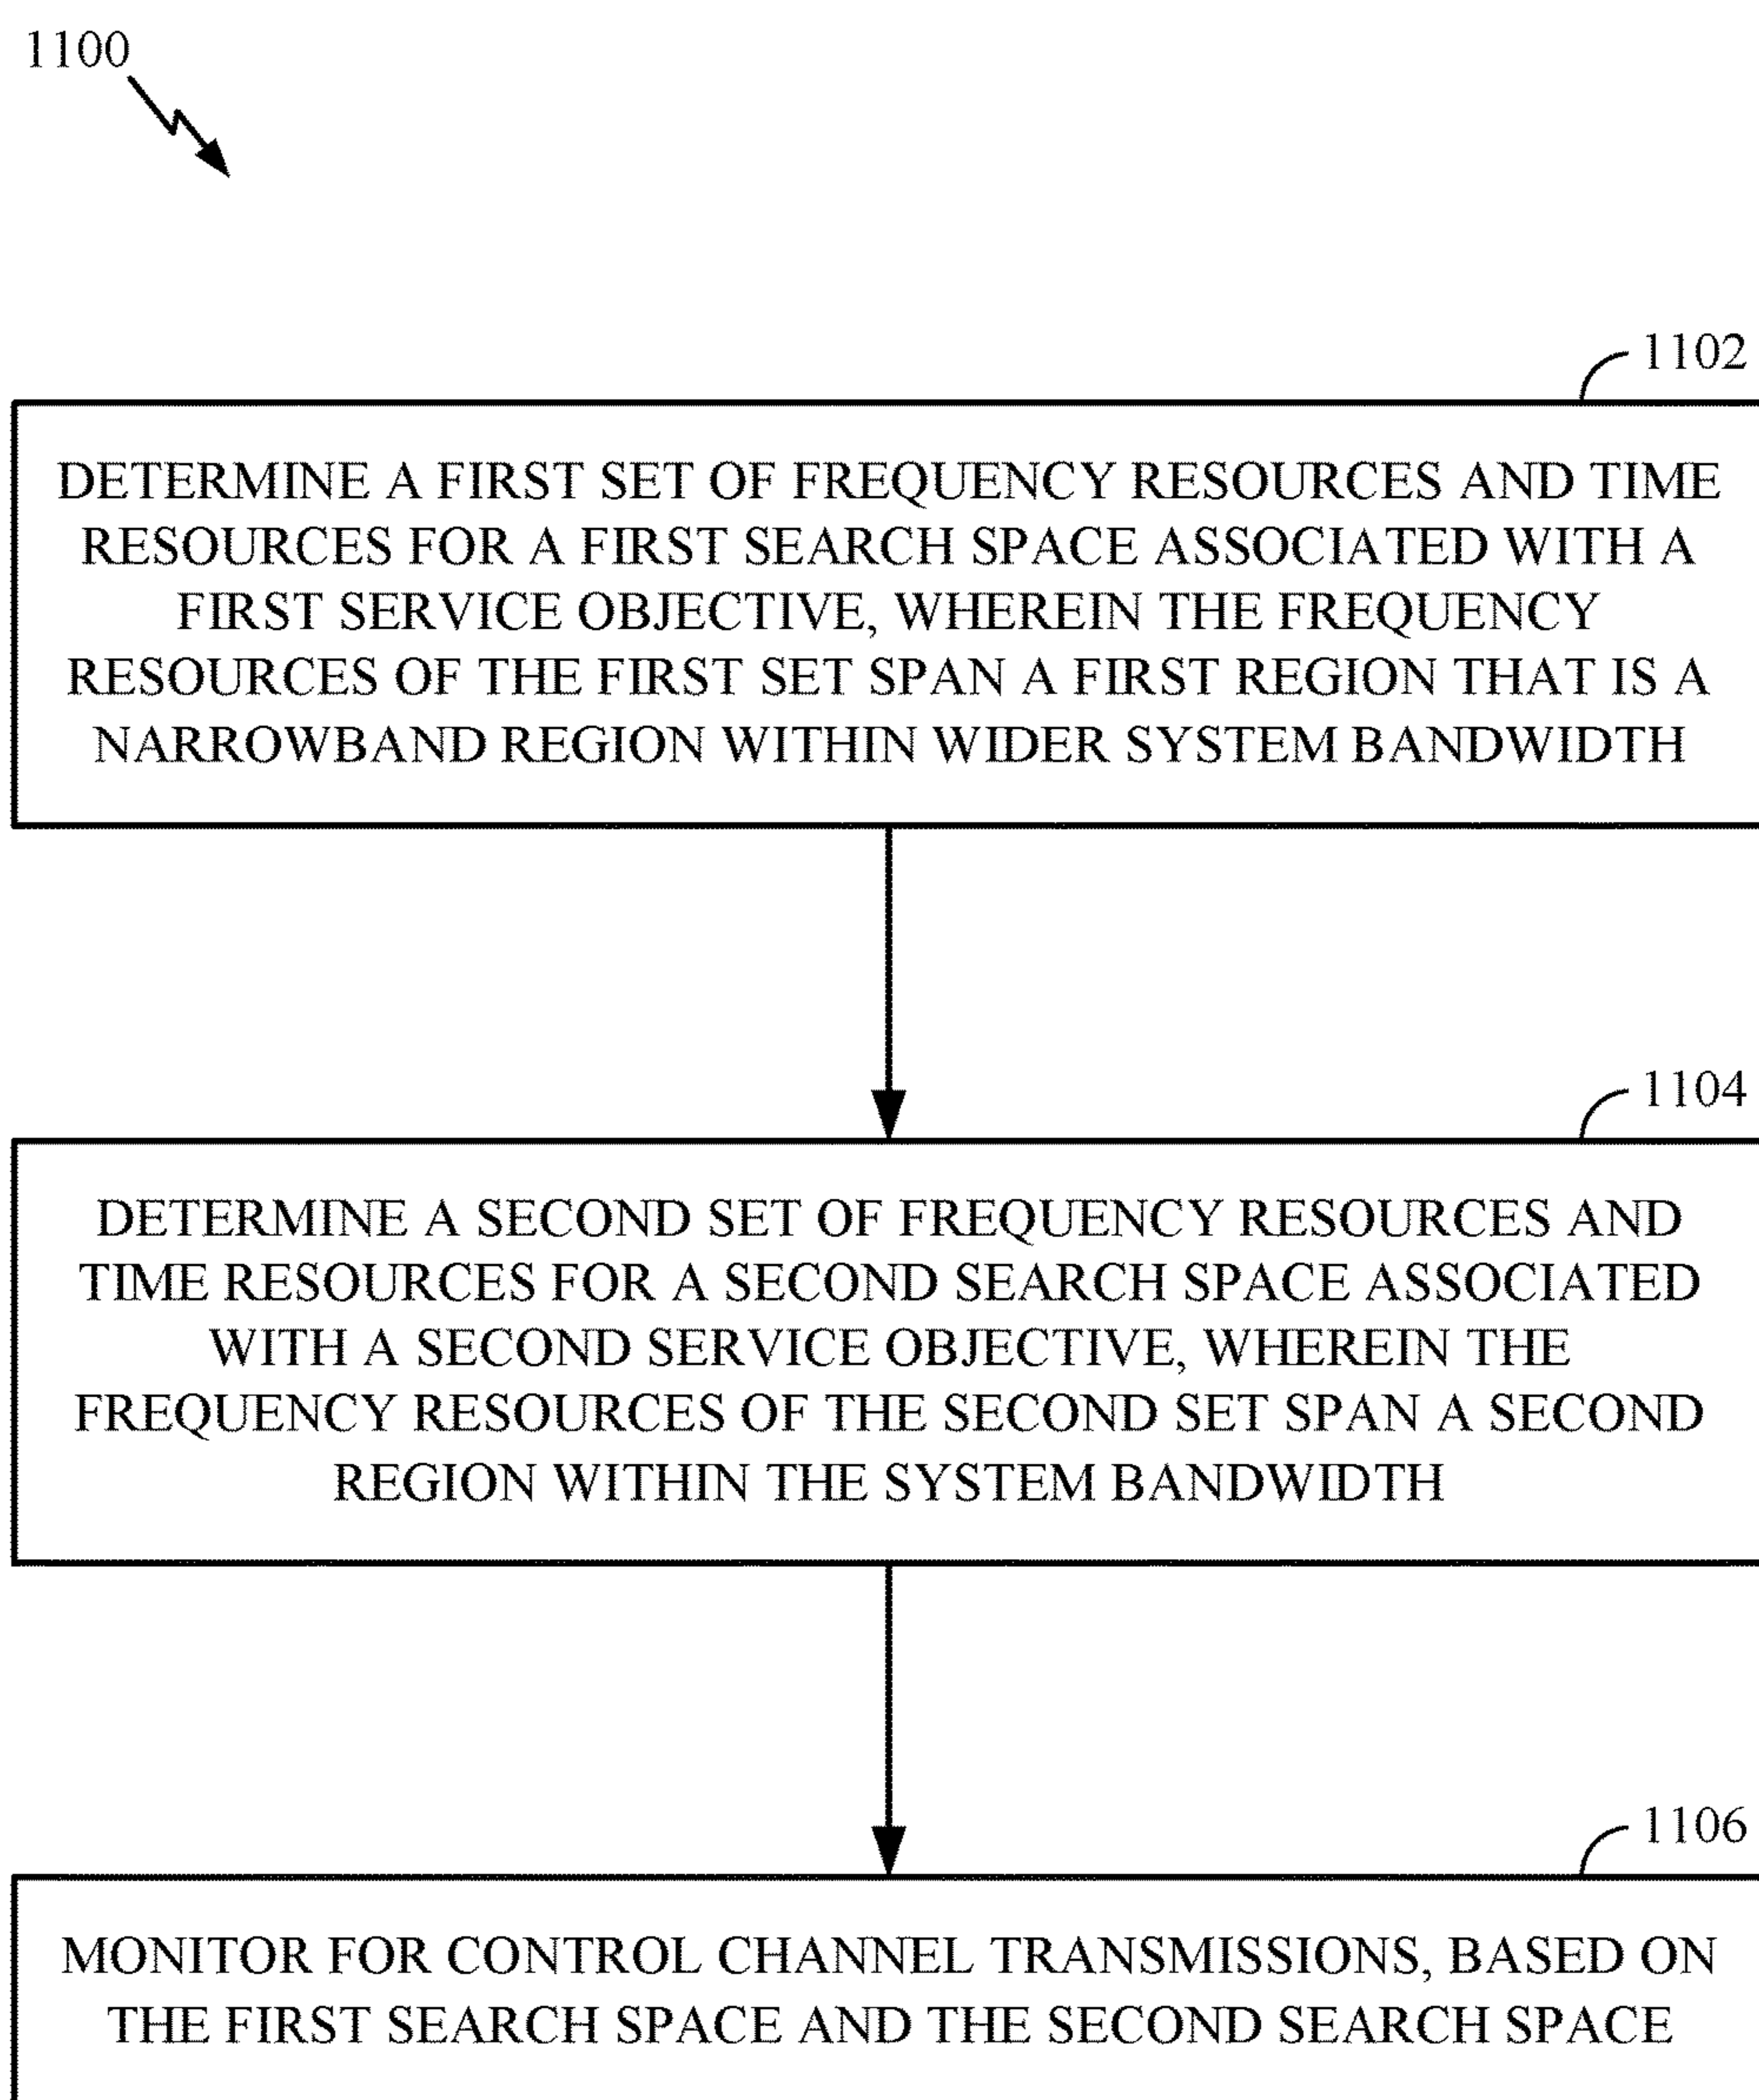 1100
1102
DETERMINE A FIRST SET OF FREQUENCY RESOURCES AND TIME
RESOURCES FOR A FIRST SEARCH SPACE ASSOCIATED WITH A
FIRST SERVICE OBJECTIVE, WHEREIN THE FREQUENCY
RESOURCES OF THE FIRST SET SPAN A FIRST REGION THAT IS A
NARROWBAND REGION WITHIN WIDER SYSTEM BANDWIDTH
1104
DETERMINE A SECOND SET OF FREQUENCY RESOURCES AND
TIME RESOURCES FOR A SECOND SEARCH SPACE ASSOCIATED
WITH A SECOND SERVICE OBJECTIVE, WHEREIN THE
FREQUENCY RESOURCES OF THE SECOND SET SPAN A SECOND
REGION WITHIN THE SYSTEM BANDWIDTH
1106
MONITOR FOR CONTROL CHANNEL TRANSMISSIONS, BASED ON
THE FIRST SEARCH SPACE AND THE SECOND SEARCH SPACE